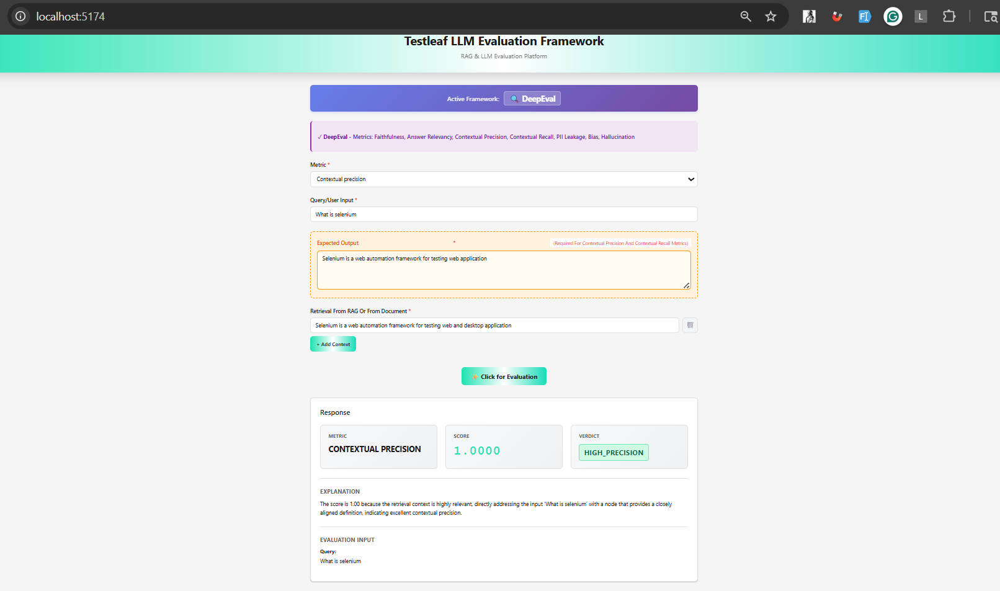 localhost:5174
Testleaf LLM Evaluation Framework
RAG & LLM Evaluation Platform
Active Framework: 🔍 DeepEval
✓ DeepEval - Metrics: Faithfulness, Answer Relevancy, Contextual Precision, Contextual Recall, PII Leakage, Bias, Hallucination
Metric *
Contextual precision
Query/User Input *
What is selenium
Expected Output * (Required For Contextual Precision And Contextual Recall Metrics)
Selenium is a web automation framework for testing web application
Retrieval From RAG Or From Document *
Selenium is a web automation framework for testing web and desktop application
+ Add Context
✨ Click for Evaluation
Response
METRIC
CONTEXTUAL PRECISION
SCORE
1.0000
VERDICT
HIGH_PRECISION
EXPLANATION
The score is 1.00 because the retrieval context is highly relevant, directly addressing the input 'What is selenium' with a node that provides a closely
aligned definition, indicating excellent contextual precision.
EVALUATION INPUT
Query:
What is selenium